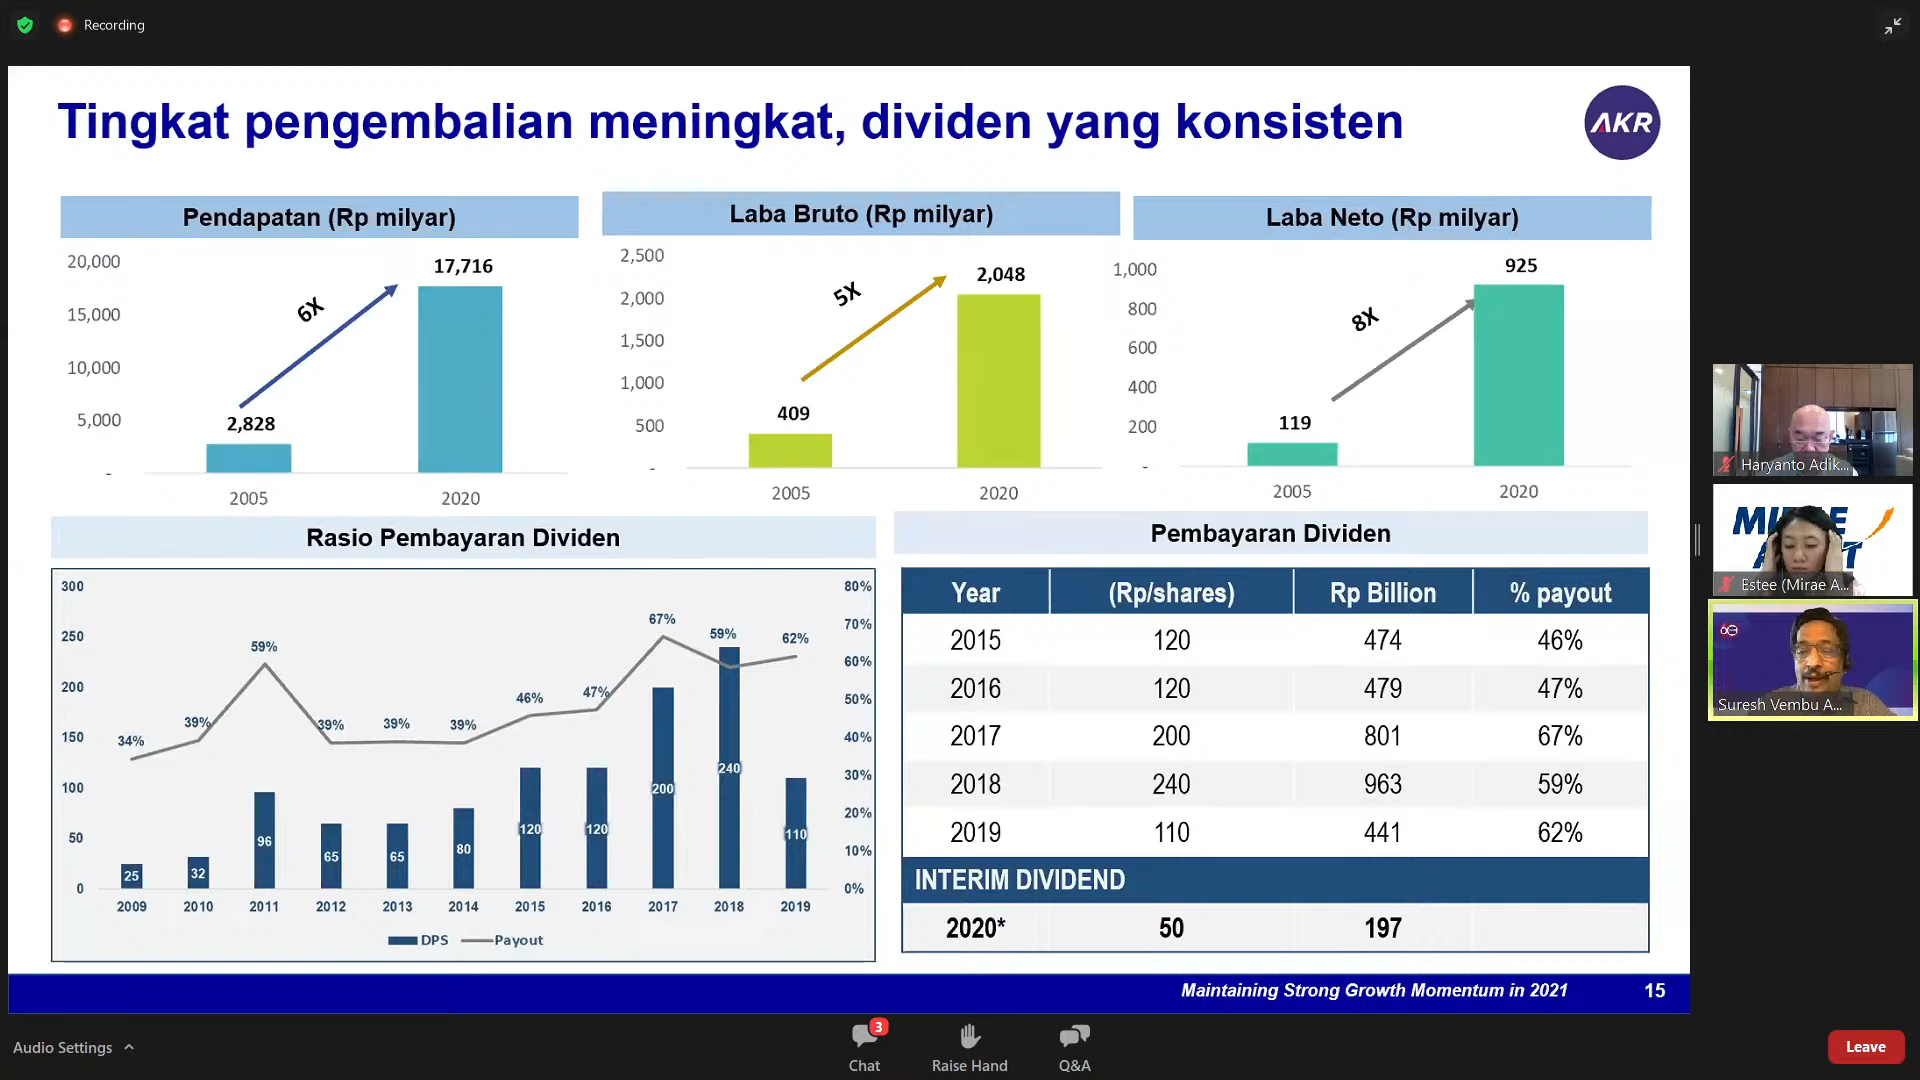 Recording
Tingkat pengembalian meningkat, dividen yang konsisten
AKR
Pendapatan (Rp milyar)
20,000
15,000
10,000
5,000
-
6X
2,828
17,716
2005
2020
Laba Bruto (Rp milyar)
2,500
2,000
1,500
1,000
500
-
5X
409
2,048
2005
2020
Laba Neto (Rp milyar)
1,000
800
600
400
200
-
8X
119
925
2005
2020
Rasio Pembayaran Dividen
300
250
200
150
100
50
0
80%
70%
60%
50%
40%
30%
20%
10%
0%
34%
39%
59%
39%
39%
39%
46%
47%
67%
59%
62%
25
32
96
65
65
80
120
120
200
240
110
2009 2010 2011 2012 2013 2014 2015 2016 2017 2018 2019
DPS Payout
Pembayaran Dividen
Year (Rp/shares) Rp Billion % payout
2015 120 474 46%
2016 120 479 47%
2017 200 801 67%
2018 240 963 59%
2019 110 441 62%
INTERIM DIVIDEND
2020* 50 197
Maintaining Strong Growth Momentum in 2021 15
Haryanto Adik...
Estee (Mirae A...
60
Suresh Vembu A...
Audio Settings
3
Chat
Raise Hand
Q&A
Leave